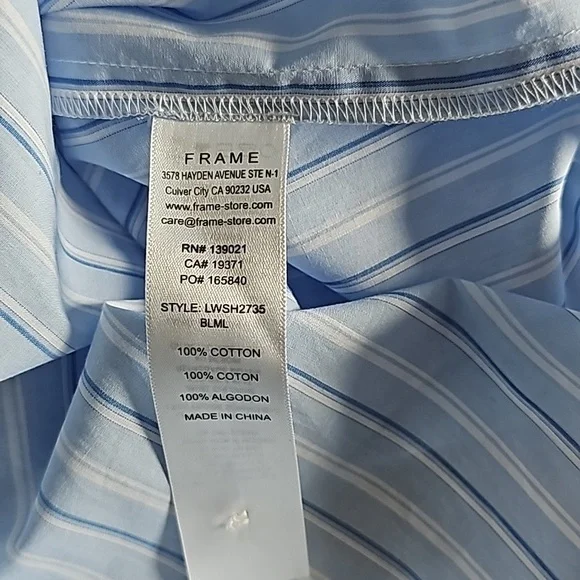 FRAME
3578 HAYDEN AVENUE STE N-1
Culver City CA 90232 USA
www.frame-store.com
care@frame-store.com
RN# 139021
CA# 19371
PO# 165840
STYLE: LWSH2735
BLML
100% COTTON
100% COTON
100% ALGODON
MADE IN CHINA